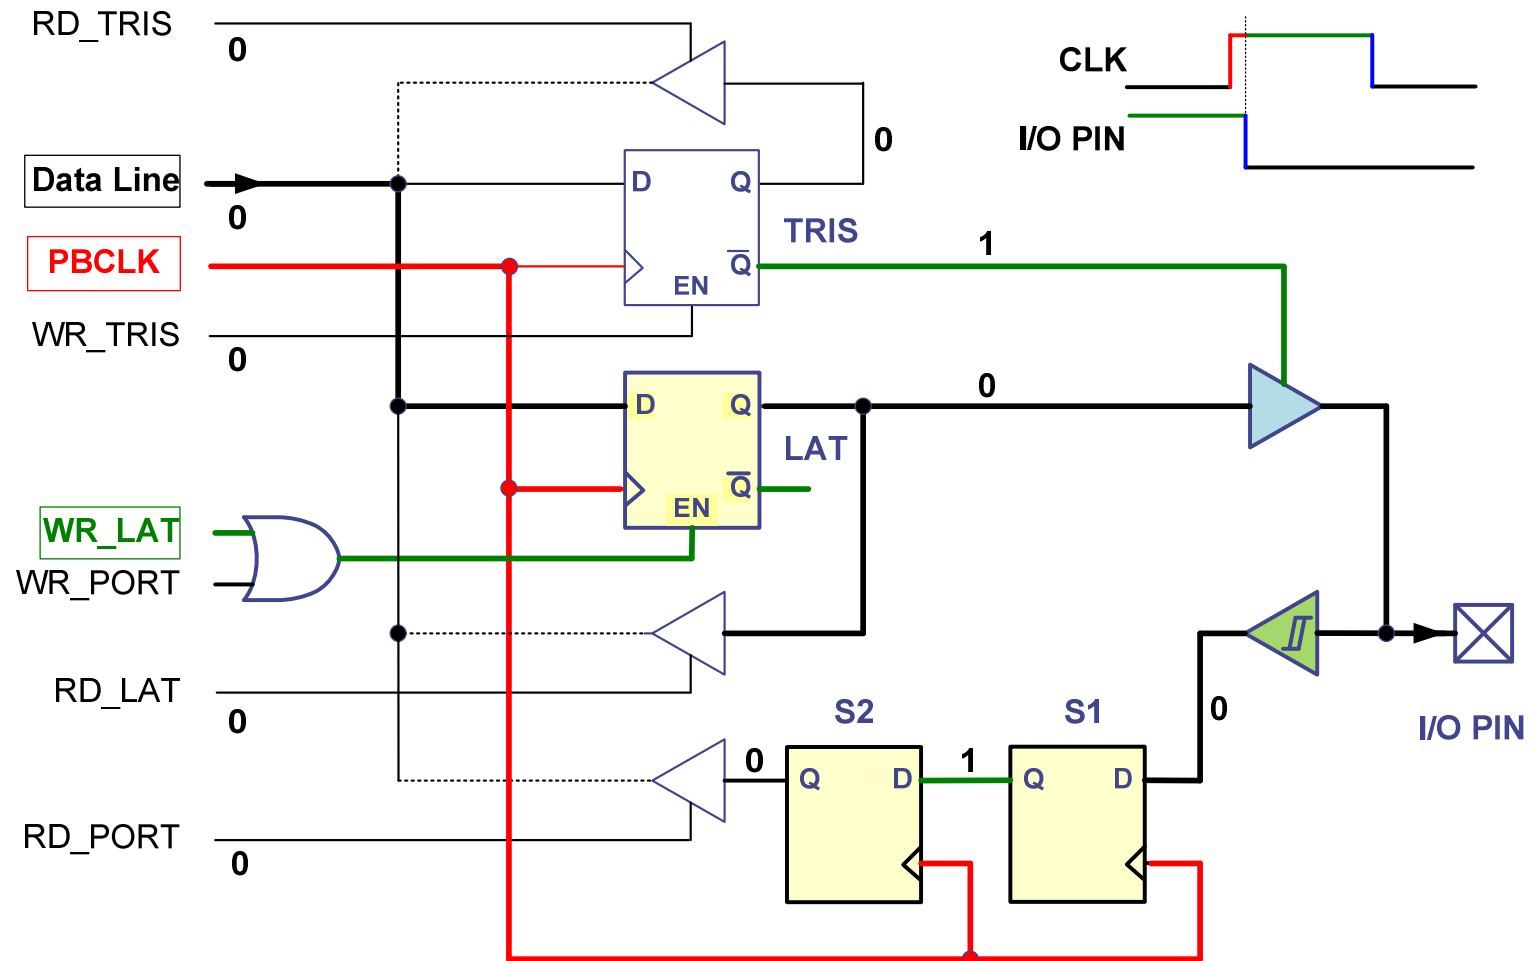 RD_TRIS
0
CLK
I/O PIN
0
Data Line
0
D
Q
TRIS
PBCLK
Q
1
EN
WR_TRIS
0
D
Q
0
LAT
Q
EN
WR_LAT
WR_PORT
RD_LAT
0
S2
S1
0
I/O PIN
0
1
Q
D
Q
D
RD_PORT
0